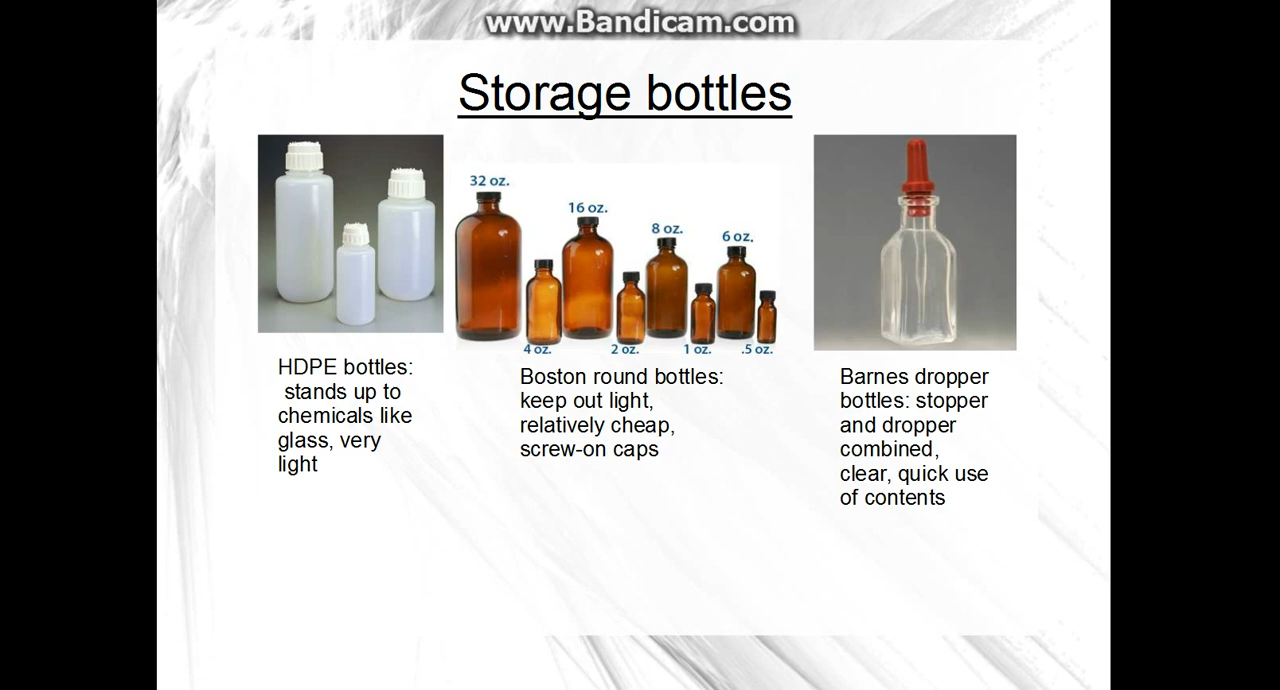 www.Bandicam.com
Storage bottles
32 oz.
16 oz.
8 oz.
6 oz.
4 oz.
2 oz.
1 oz.
.5 oz.
HDPE bottles:
stands up to
chemicals like
glass, very
light
Boston round bottles:
keep out light,
relatively cheap,
screw-on caps
Barnes dropper
bottles: stopper
and dropper
combined,
clear, quick use
of contents